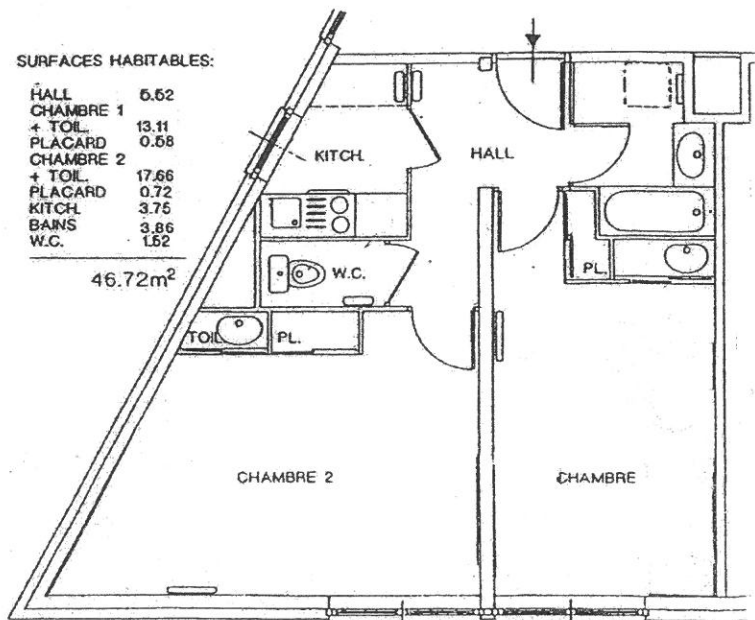 SURFACES HABITABLES:
HALL 5.52
CHAMBRE 1
+ TOIL. 13.11
PLACARD 0.58
CHAMBRE 2
+ TOIL. 17.66
PLACARD 0.72
KITCH. 3.75
BAINS 3.86
W.C. 1.52
46.72m²
KITCH.
HALL
W.C.
PL.
TOIL.
PL.
CHAMBRE 2
CHAMBRE